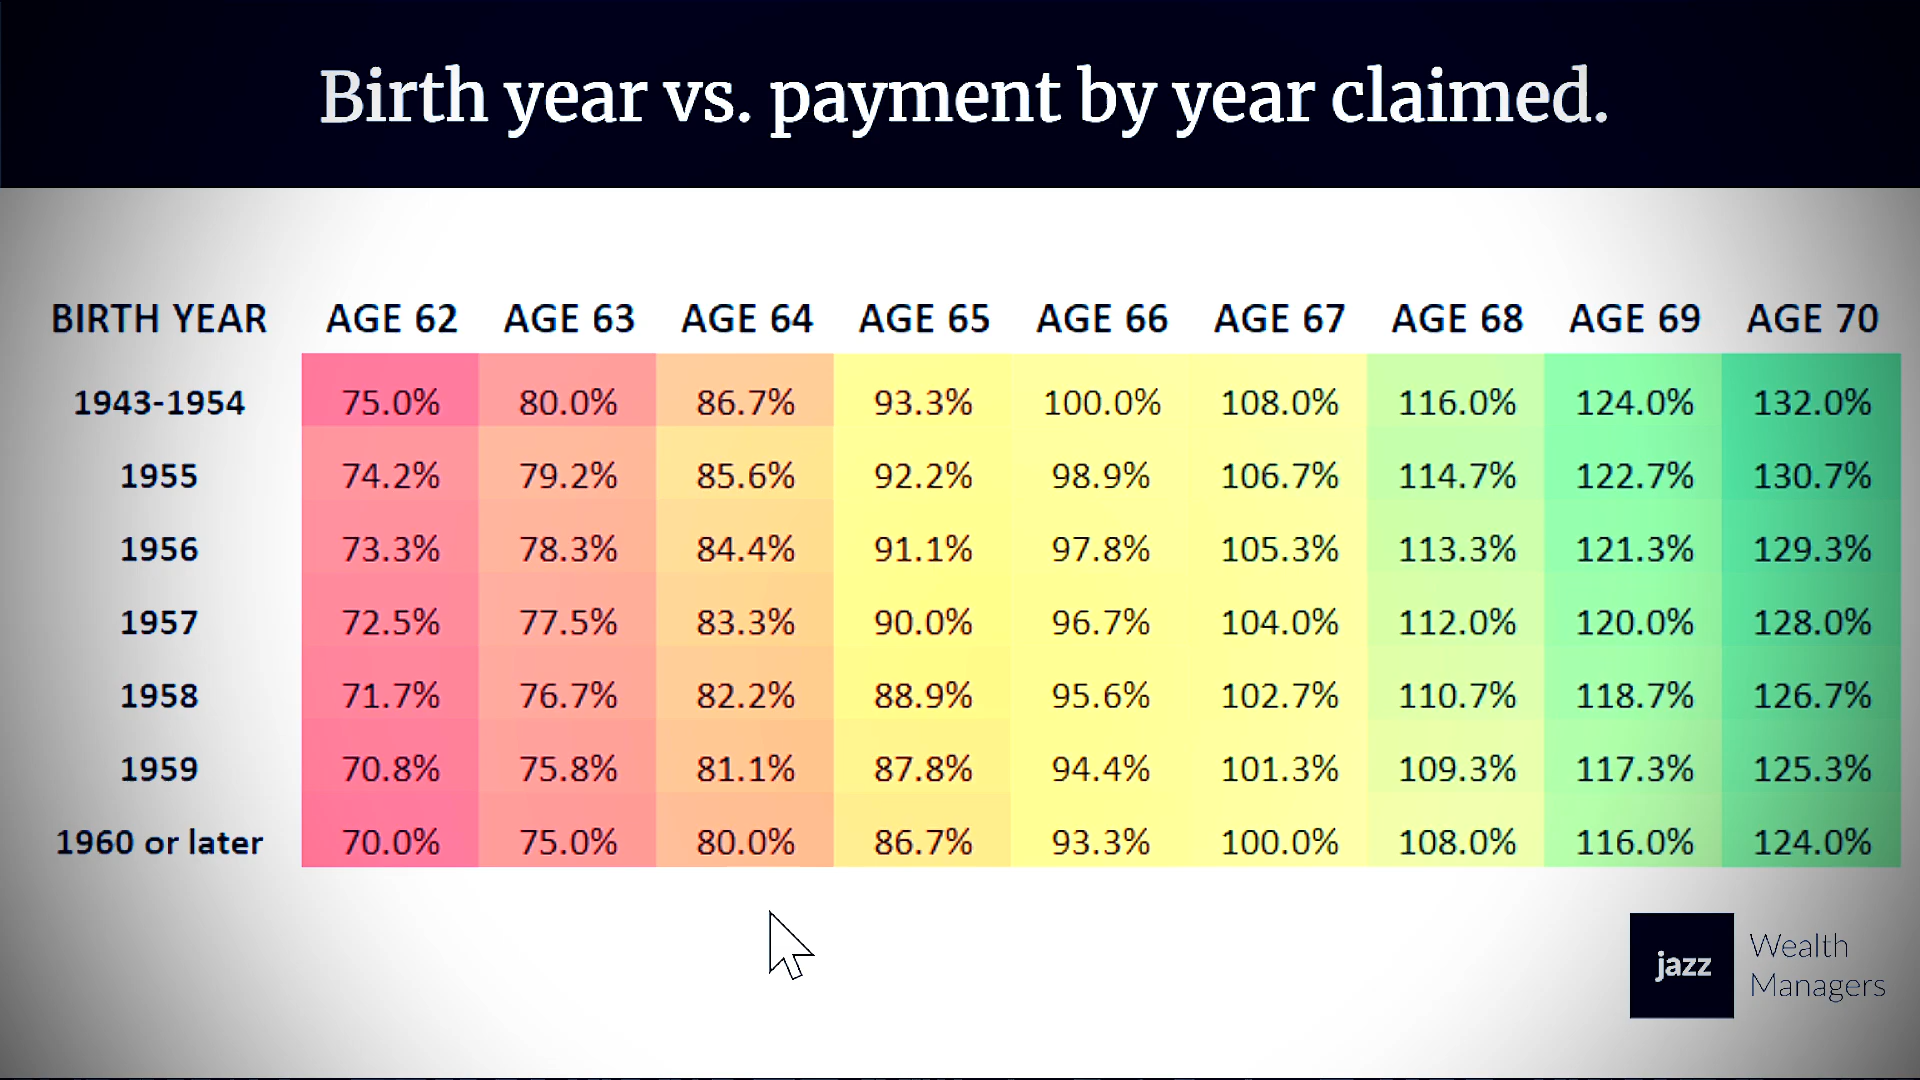 Birth year vs. payment by year claimed.
BIRTH YEAR AGE 62 AGE 63 AGE 64 AGE 65 AGE 66 AGE 67 AGE 68 AGE 69 AGE 70
1943-1954 75.0% 80.0% 86.7% 93.3% 100.0% 108.0% 116.0% 124.0% 132.0%
1955 74.2% 79.2% 85.6% 92.2% 98.9% 106.7% 114.7% 122.7% 130.7%
1956 73.3% 78.3% 84.4% 91.1% 97.8% 105.3% 113.3% 121.3% 129.3%
1957 72.5% 77.5% 83.3% 90.0% 96.7% 104.0% 112.0% 120.0% 128.0%
1958 71.7% 76.7% 82.2% 88.9% 95.6% 102.7% 110.7% 118.7% 126.7%
1959 70.8% 75.8% 81.1% 87.8% 94.4% 101.3% 109.3% 117.3% 125.3%
1960 or later 70.0% 75.0% 80.0% 86.7% 93.3% 100.0% 108.0% 116.0% 124.0%
jazz
Wealth
Managers